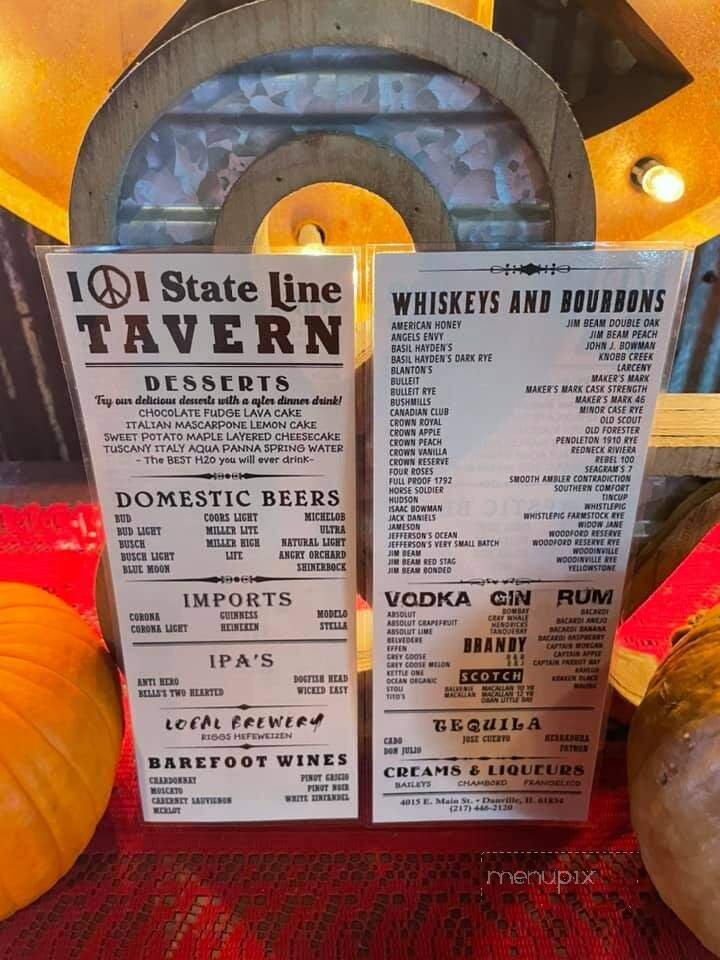 1 1 State Line
TAVERN
DESSERTS
Try our delicious desserts with a after dinner drink!
CHOCOLATE FUDGE LAVA CAKE
ITALIAN MASCARPONE LEMON CAKE
SWEET POTATO MAPLE LAYERED CHEESECAKE
TUSCANY ITALY AQUA PANNA SPRING WATER
- The BEST H2O you will ever drink-
DOMESTIC BEERS
BUD COORS LIGHT MICHELOB
BUD LIGHT MILLER LITE ULTRA
BUSCH MILLER HIGH NATURAL LIGHT
BUSCH LIGHT LIFE ANGRY ORCHARD
BLUE MOON SHINERBOCK
IMPORTS
CORONA GUINNESS MODELO
CORONA LIGHT HEINEKEN STELLA
IPA'S
ANTI HERO DOGFISH HEAD
BELLS'S TWO HEARTED WICKED EASY
LOCAL BREWERY
RIGGS HEFEWEIZEN
BAREFOOT WINES
CHARDONNAY PINOT GRIGIO
MOSCATO PINOT NOIR
CABERNET SAUVIGNON WHITE ZINFANDEL
MERLOT
WHISKEYS AND BOURBONS
AMERICAN HONEY JIM BEAM DOUBLE OAK
ANGELS ENVY JIM BEAM PEACH
BASIL HAYDEN'S JOHN J. BOWMAN
BASIL HAYDEN'S DARK RYE KNOBB CREEK
BLANTON'S LARCENY
BULLEIT MAKER'S MARK
BULLEIT RYE MAKER'S MARK CASK STRENGTH
BUSHMILLS MAKER'S MARK 46
CANADIAN CLUB MINOR CASE RYE
CROWN ROYAL OLD SCOUT
CROWN APPLE OLD FORESTER
CROWN PEACH PENDLETON 1910 RYE
CROWN VANILLA REDNECK RIVIERA
CROWN RESERVE REBEL 100
FOUR ROSES SEAGRAM'S 7
FULL PROOF 1792 SMOOTH AMBLER CONTRADICTION
HORSE SOLDIER SOUTHERN COMFORT
HUDSON TINCUP
ISAAC BOWMAN WHISTLEPIG
JACK DANIELS WHISTLEPIG FARMSTOCK RYE
JAMESON WIDOW JANE
JEFFERSON'S OCEAN WOODFORD RESERVE
JEFFERSON'S VERY SMALL BATCH WOODFORD RESERVE RYE
JIM BEAM WOODINVILLE
JIM BEAM RED STAG WOODINVILLE RYE
JIM BEAM BONDED YELLOWSTONE
VODKA GIN RUM
ABSOLUT BOMBAY BACARDI
ABSOLUT GRAPEFRUIT GRAY WHALE BACARDI ANEJO
ABSOLUT LIME HENDRICKS BACARDI BANANA
BELVEDERE TANQUERAY BACARDI RASPBERRY
EFFEN BRANDY CAPTAIN MORGAN
GREY GOOSE B&B CAPTAIN APPLE
GREY GOOSE MELON E&J CAPTAIN PARROT BAY
KETTLE ONE SCOTCH KAHLUA
OCEAN ORGANIC KRAKEN BLACK
STOLI BALVENIE MACALLAN 10 YR MALIBU
TITO'S MACALLAN MACALLAN 12 YR
OBAN LITTLE BAY
TEQUILA
CABO JOSE CUERVO HERRADURA
DON JULIO PATRON
CREAMS & LIQUEURS
BAILEYS CHAMBORD FRANGELICO
4015 E. Main St. • Danville, IL 61834
(217) 446-2120
menupix